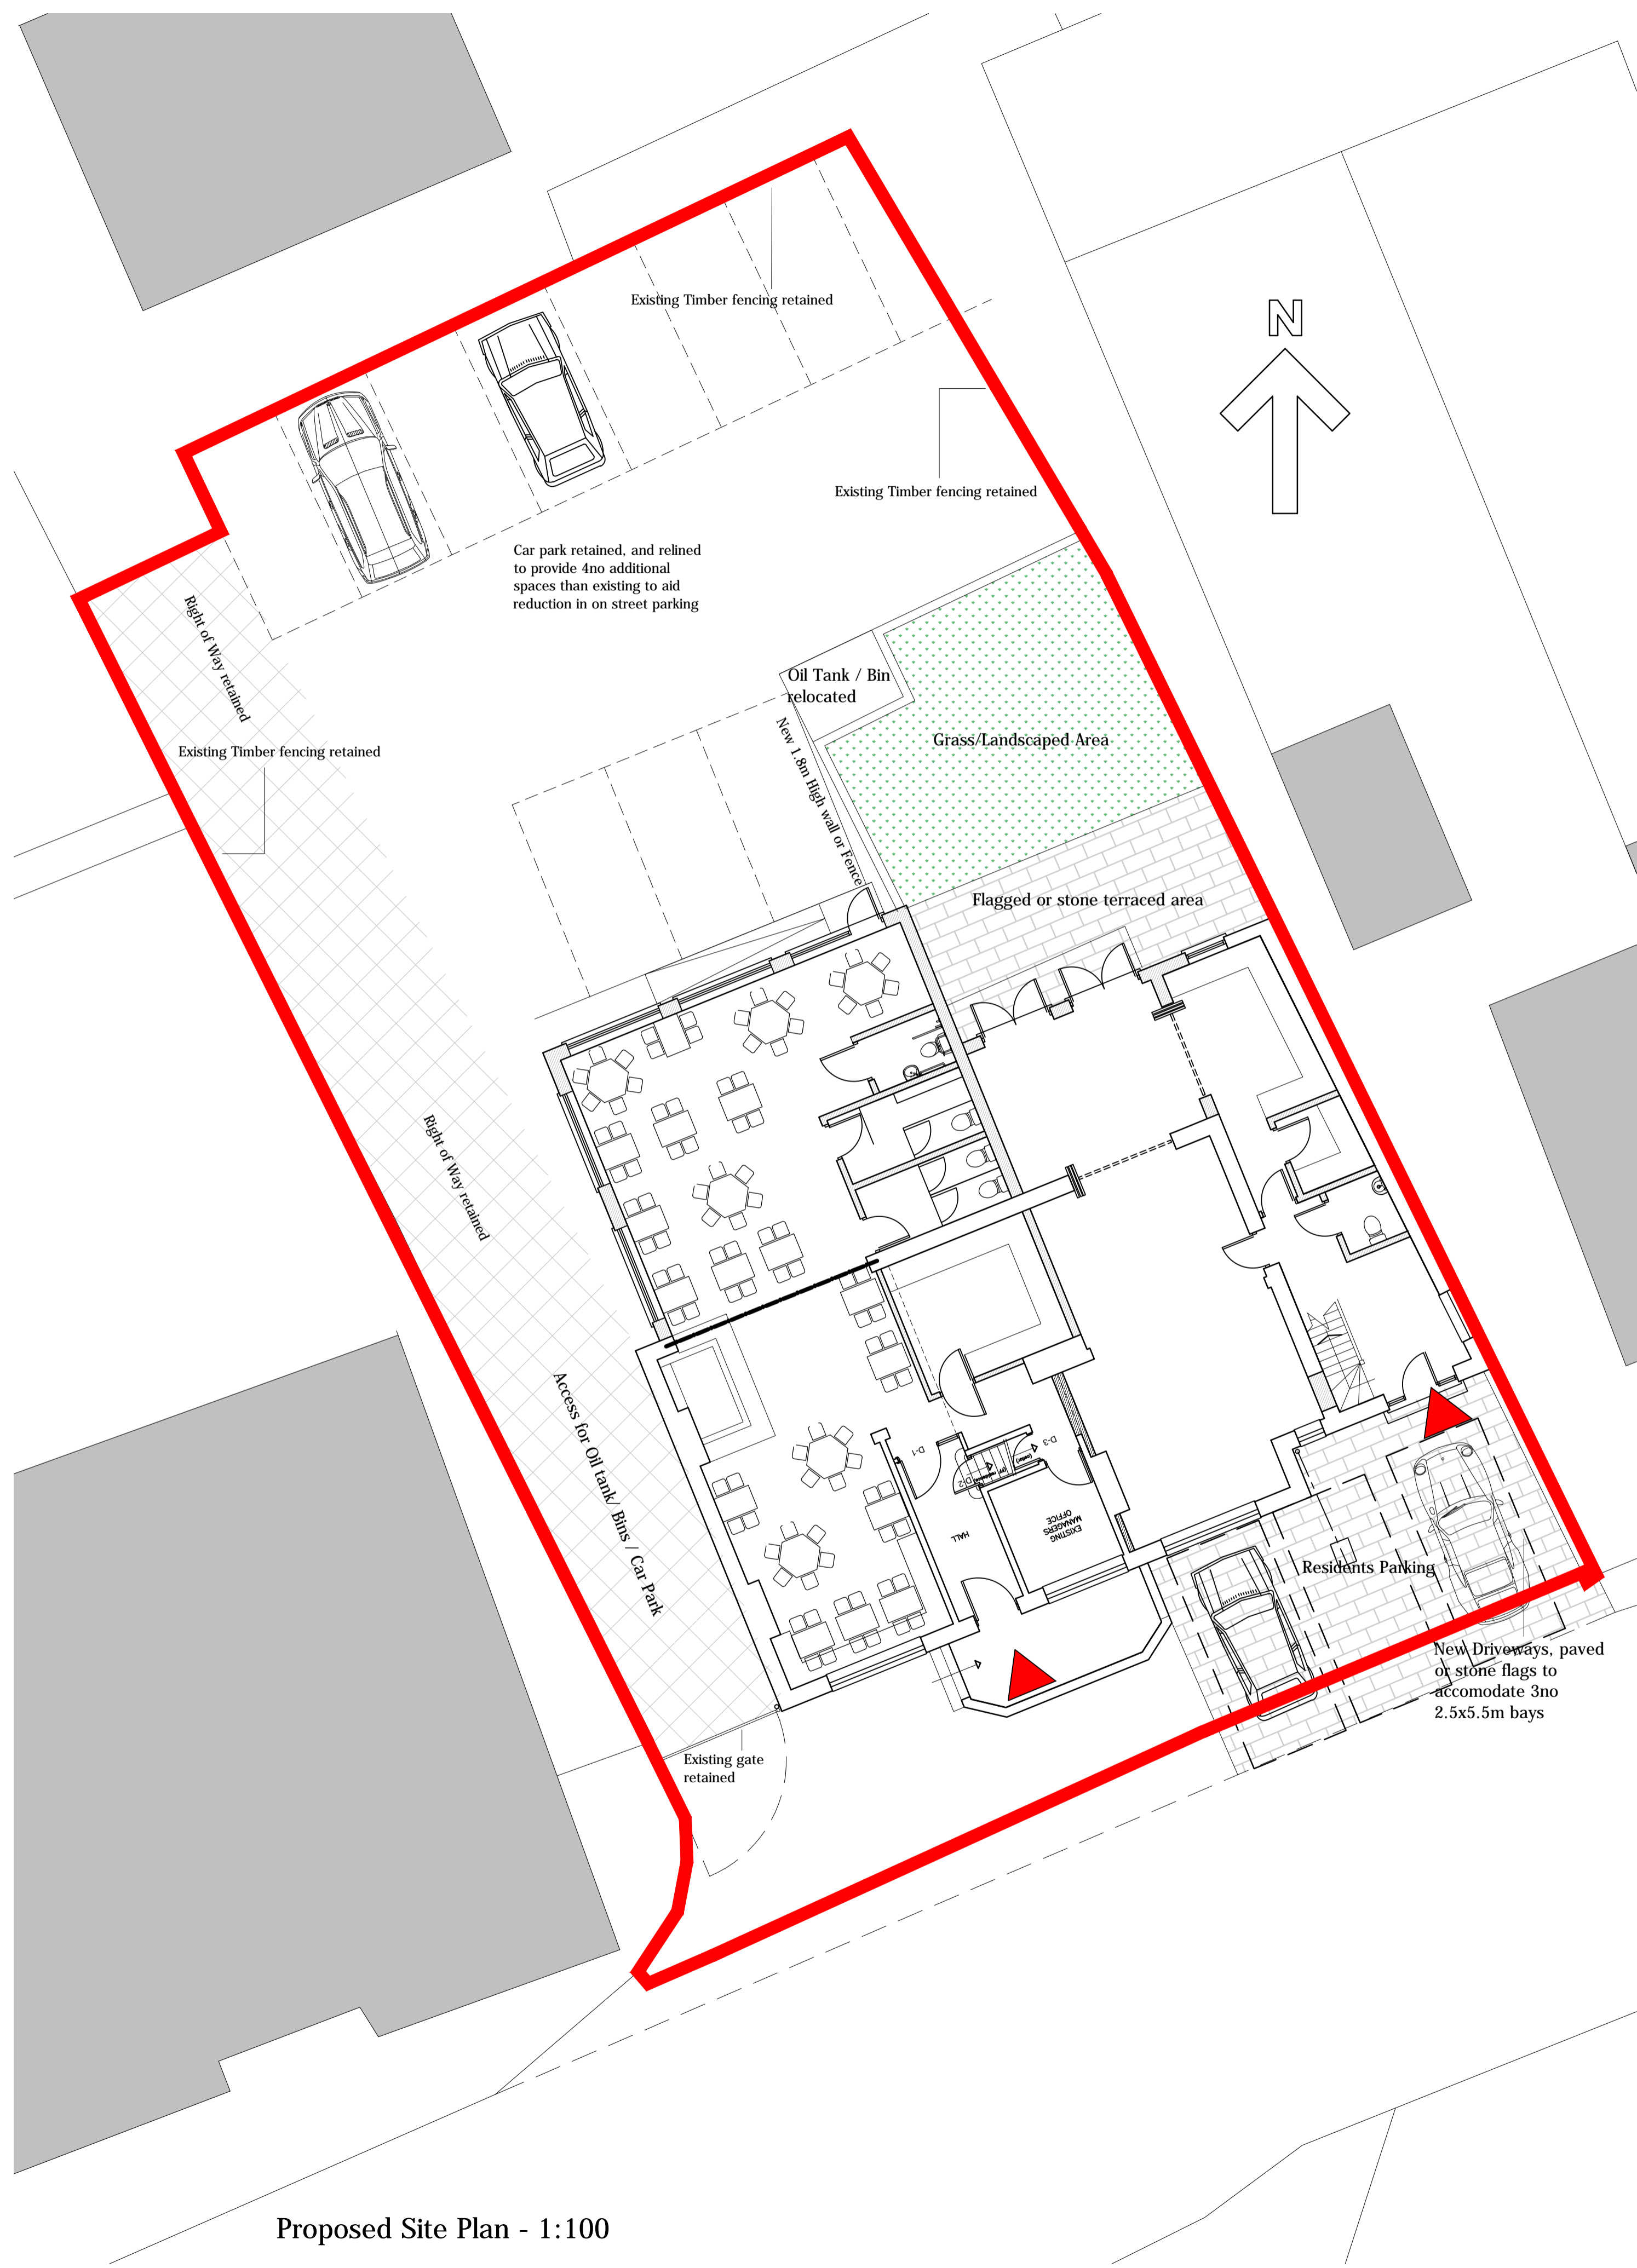 N
Existing Timber fencing retained
Existing Timber fencing retained
Car park retained, and relined
to provide 4no additional
spaces than existing to aid
reduction in on street parking
Right of Way retained
Oil Tank / Bin
relocated
New 1.8m High wall or Fence
Existing Timber fencing retained
Grass/Landscaped Area
Flagged or stone terraced area
Right of Way retained
Access for Oil tank/ Bins / Car Park
D-1
D-2
D-3
HALL
EXISTING
MANAGERS
OFFICE
Residents Parking
New Driveways, paved
or stone flags to
accomodate 3no
2.5x5.5m bays
Existing gate
retained
Proposed Site Plan - 1:100